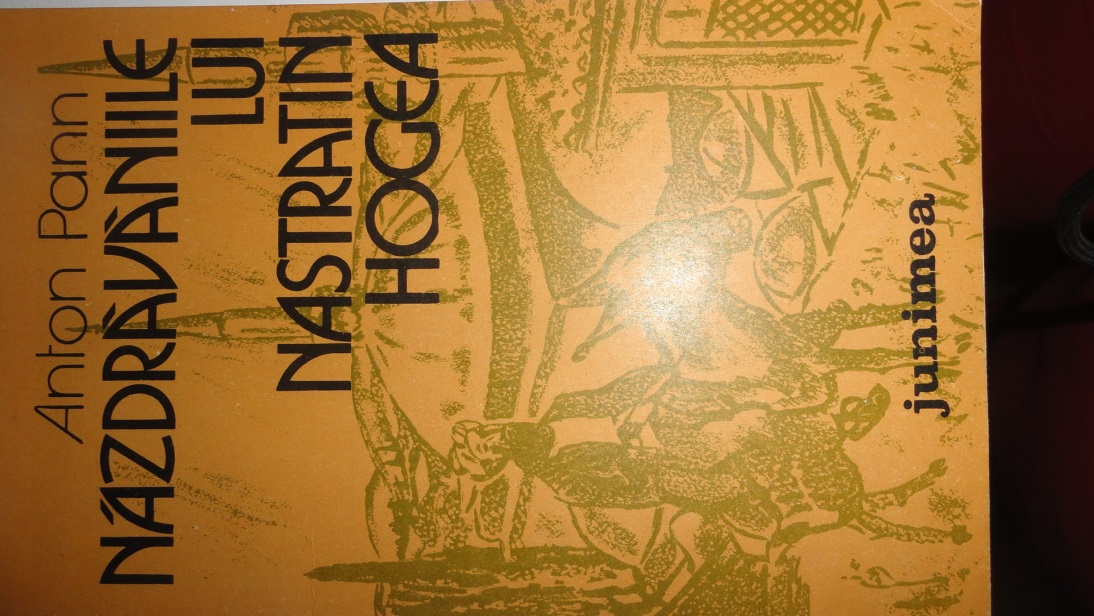 Anton Pann
NĂZDRĂVĂNIILE
LUI
NASTRATIN
HOGEA
junimea